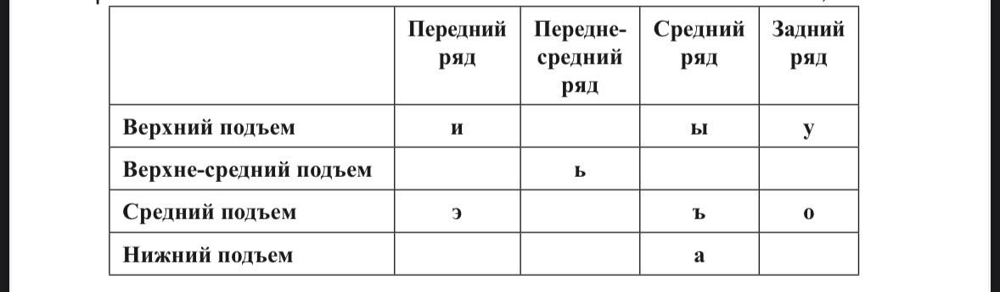 Передний Передне- Средний Задний
ряд средний ряд ряд
ряд
Верхний подъем и ы у
Верхне-средний подъем ь
Средний подъем э ъ о
Нижний подъем а